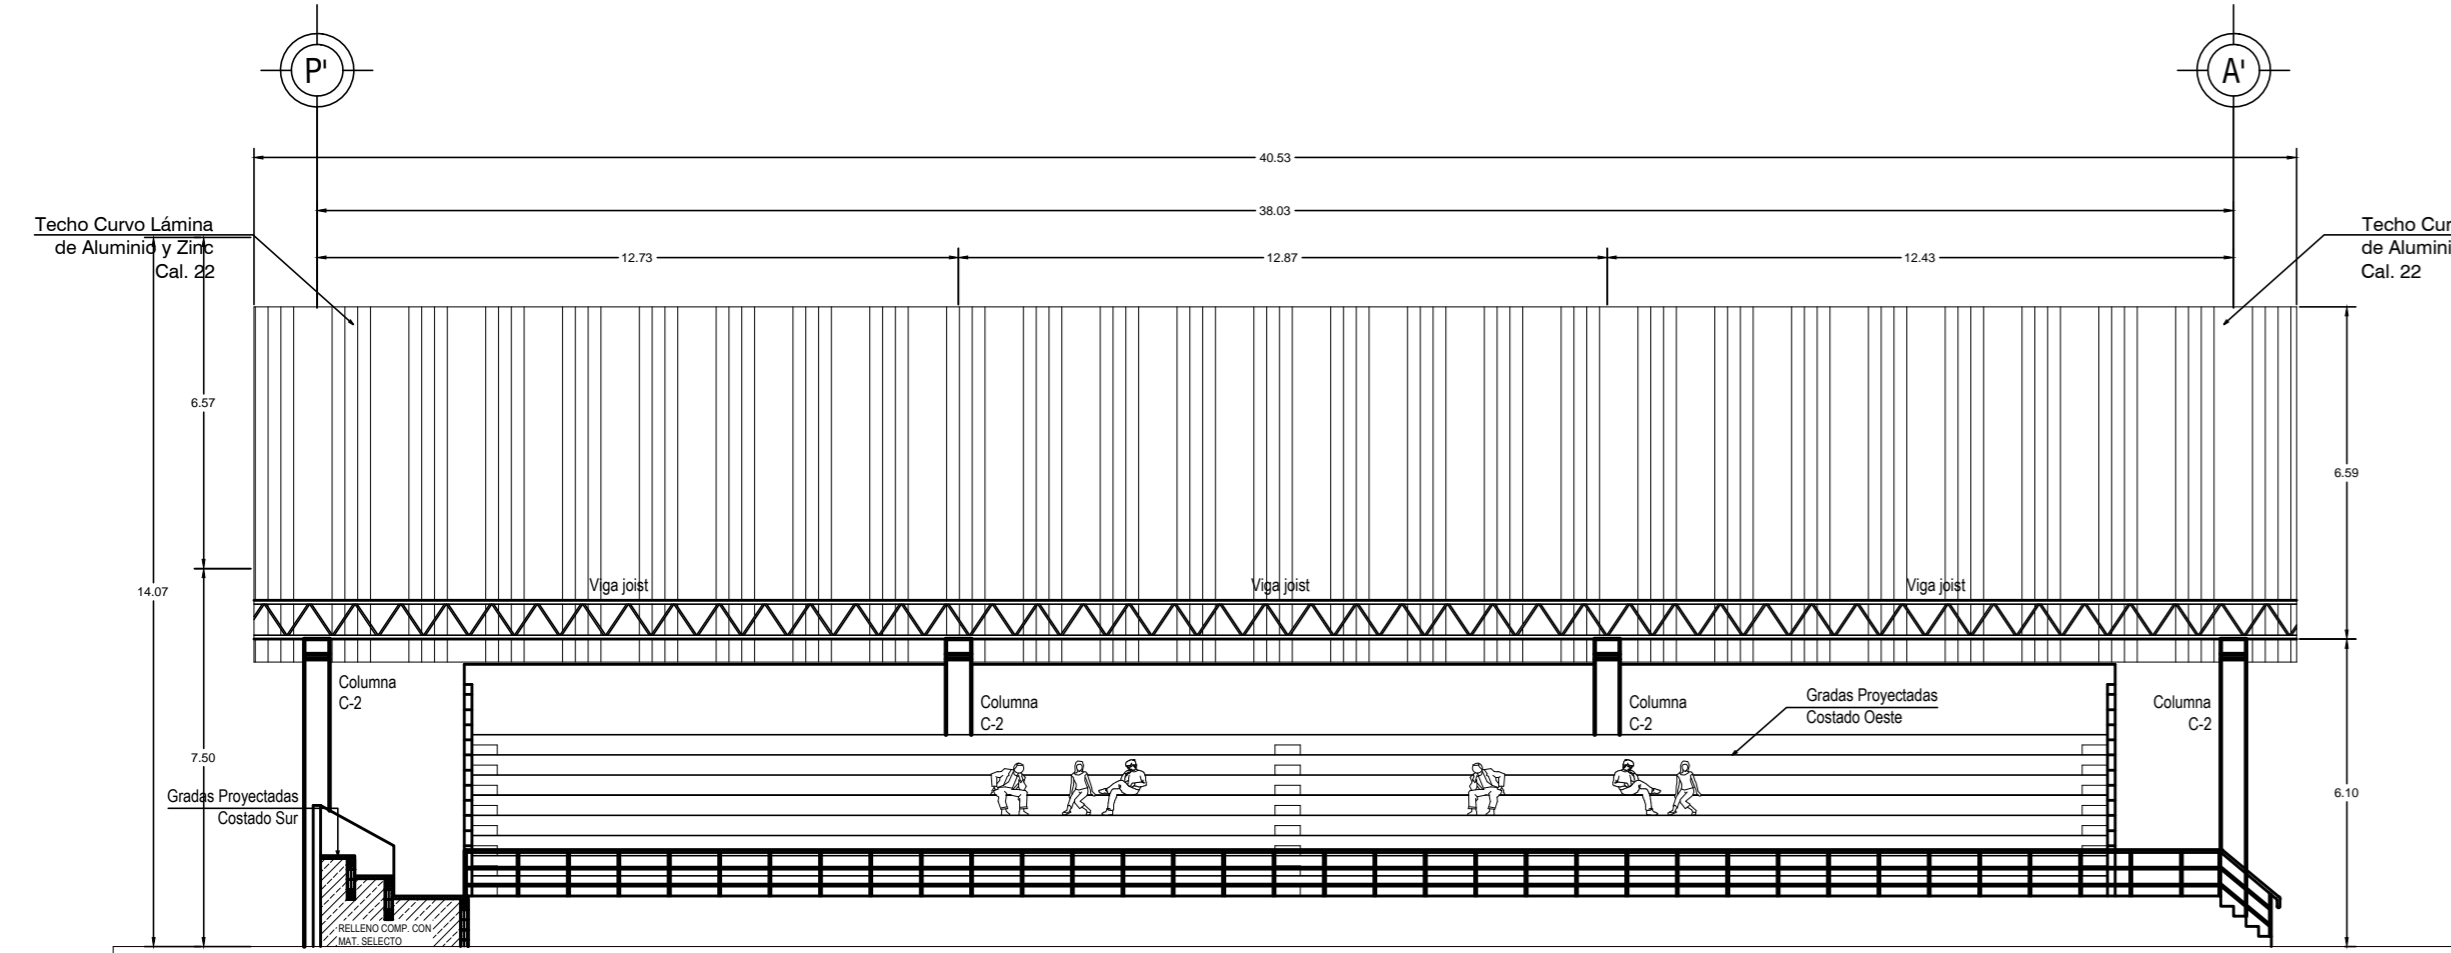 P'
A'
40.53
38.03
Techo Curvo Lámina
de Aluminio y Zinc
Cal. 22
Techo Cur
de Alumini
Cal. 22
12.73
12.87
12.43
6.57
6.59
14.07
Viga joist
Viga joist
Viga joist
Columna
C-2
Columna
C-2
Columna
C-2
Gradas Proyectadas
Costado Oeste
Columna
C-2
7.50
6.10
Gradas Proyectadas
Costado Sur
RELLENO COMP. CON
MAT. SELECTO